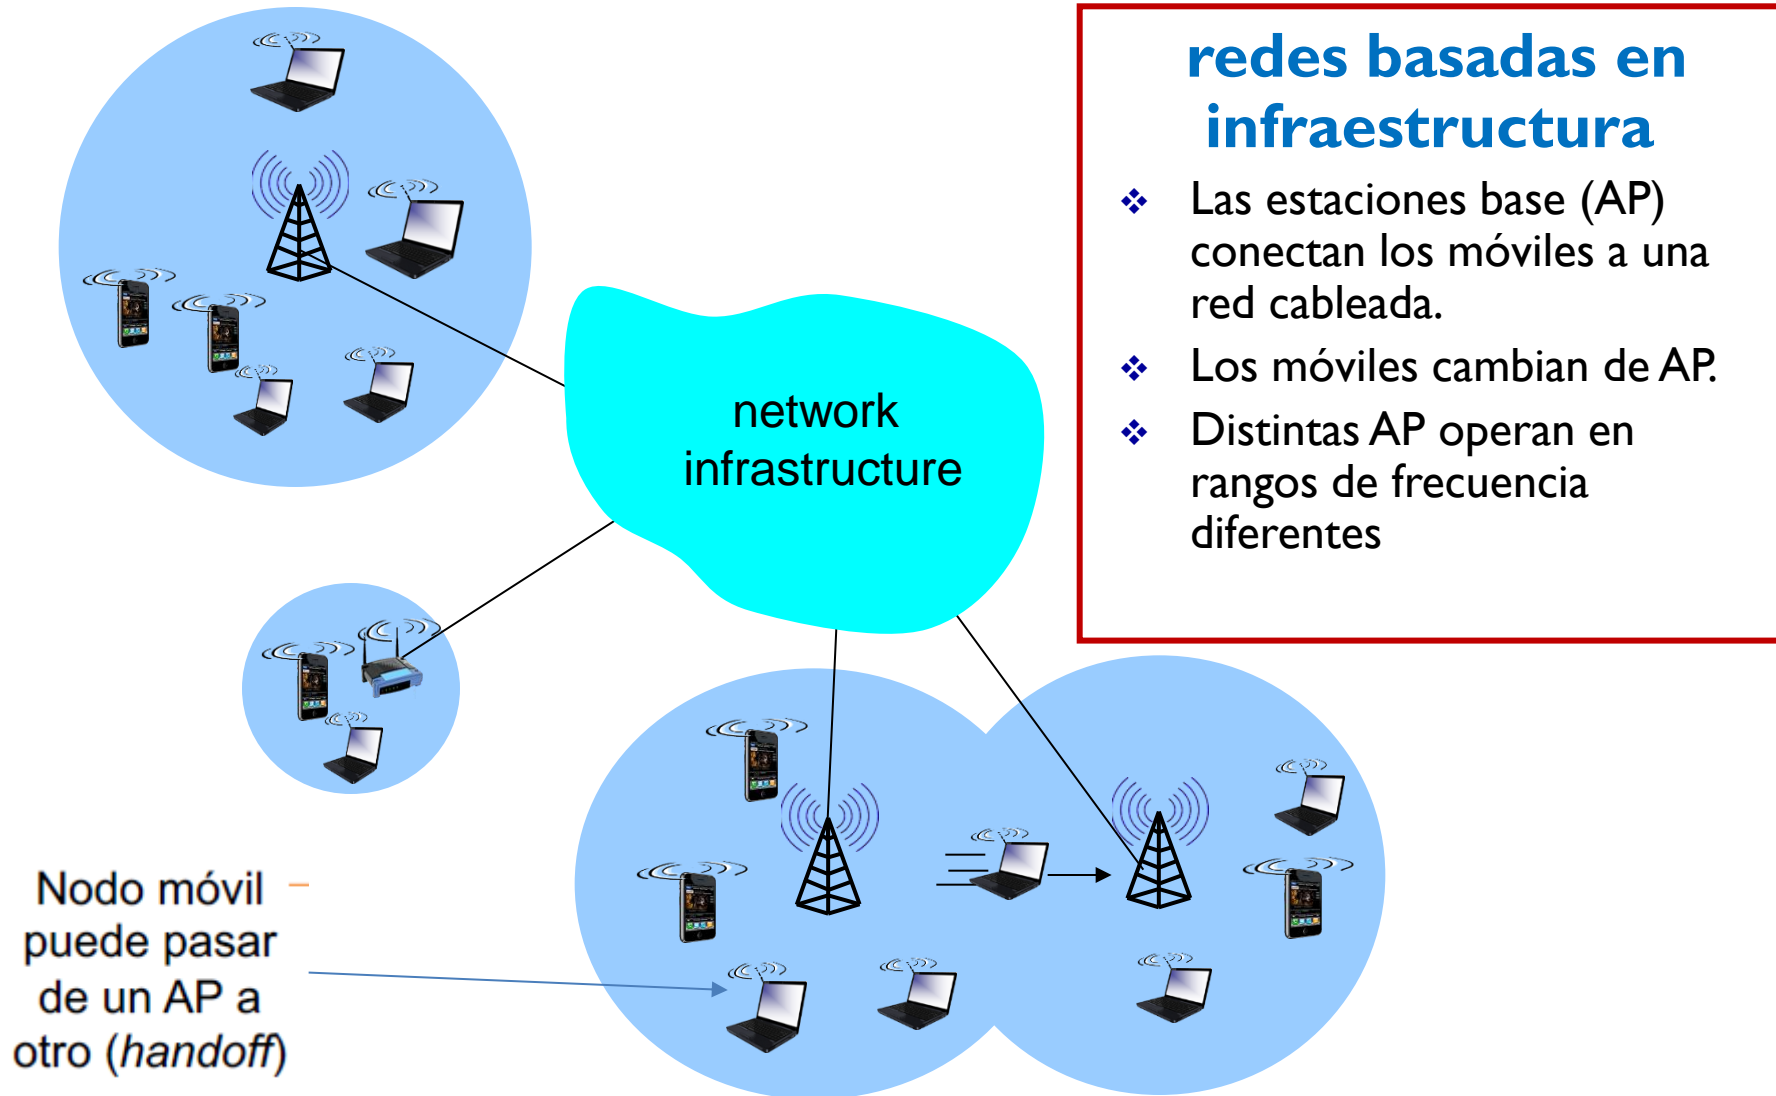 redes basadas en
infraestructura
❖ Las estaciones base (AP)
conectan los móviles a una
red cableada.
❖ Los móviles cambian de AP.
❖ Distintas AP operan en
rangos de frecuencia
diferentes
network
infrastructure
Nodo móvil
puede pasar
de un AP a
otro (handoff)